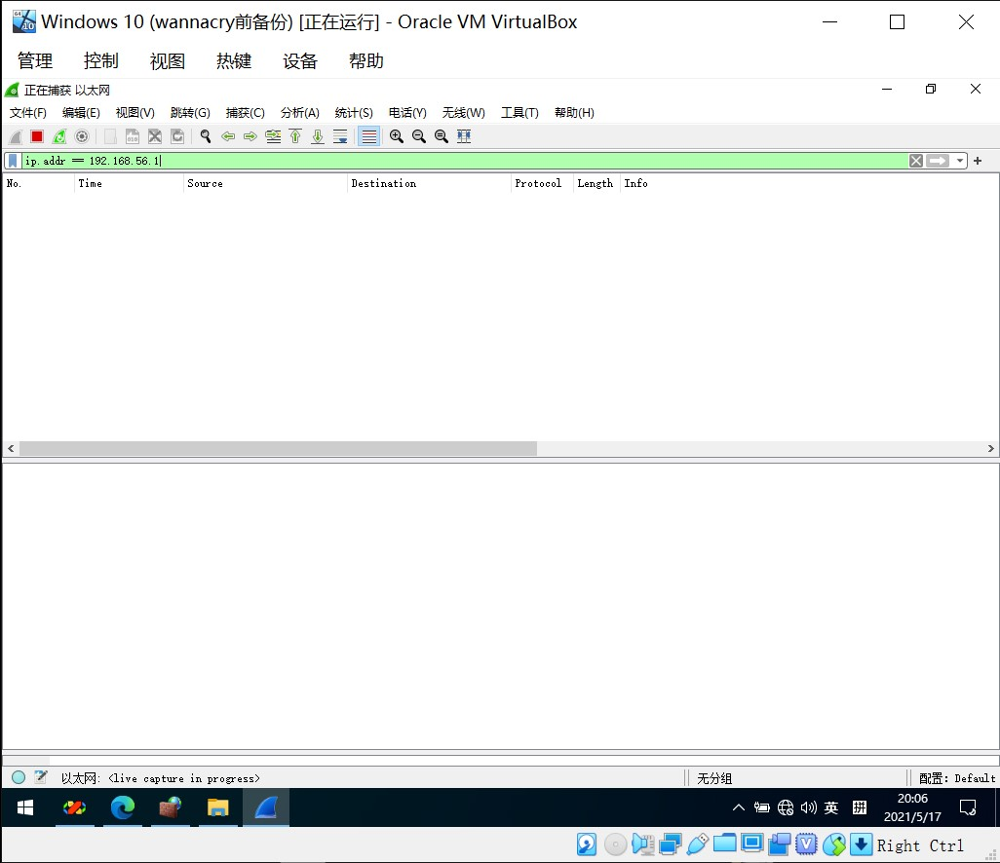 Windows 10 (wannacry前备份) [正在运行] - Oracle VM VirtualBox
管理 控制 视图 热键 设备 帮助
正在捕获 以太网
文件(F) 编辑(E) 视图(V) 跳转(G) 捕获(C) 分析(A) 统计(S) 电话(Y) 无线(W) 工具(T) 帮助(H)
ip.addr == 192.168.56.1
No. Time Source Destination Protocol Length Info
以太网: <live capture in progress> 无分组 配置: Default
英 拼 20:06
2021/5/17
Right Ctrl